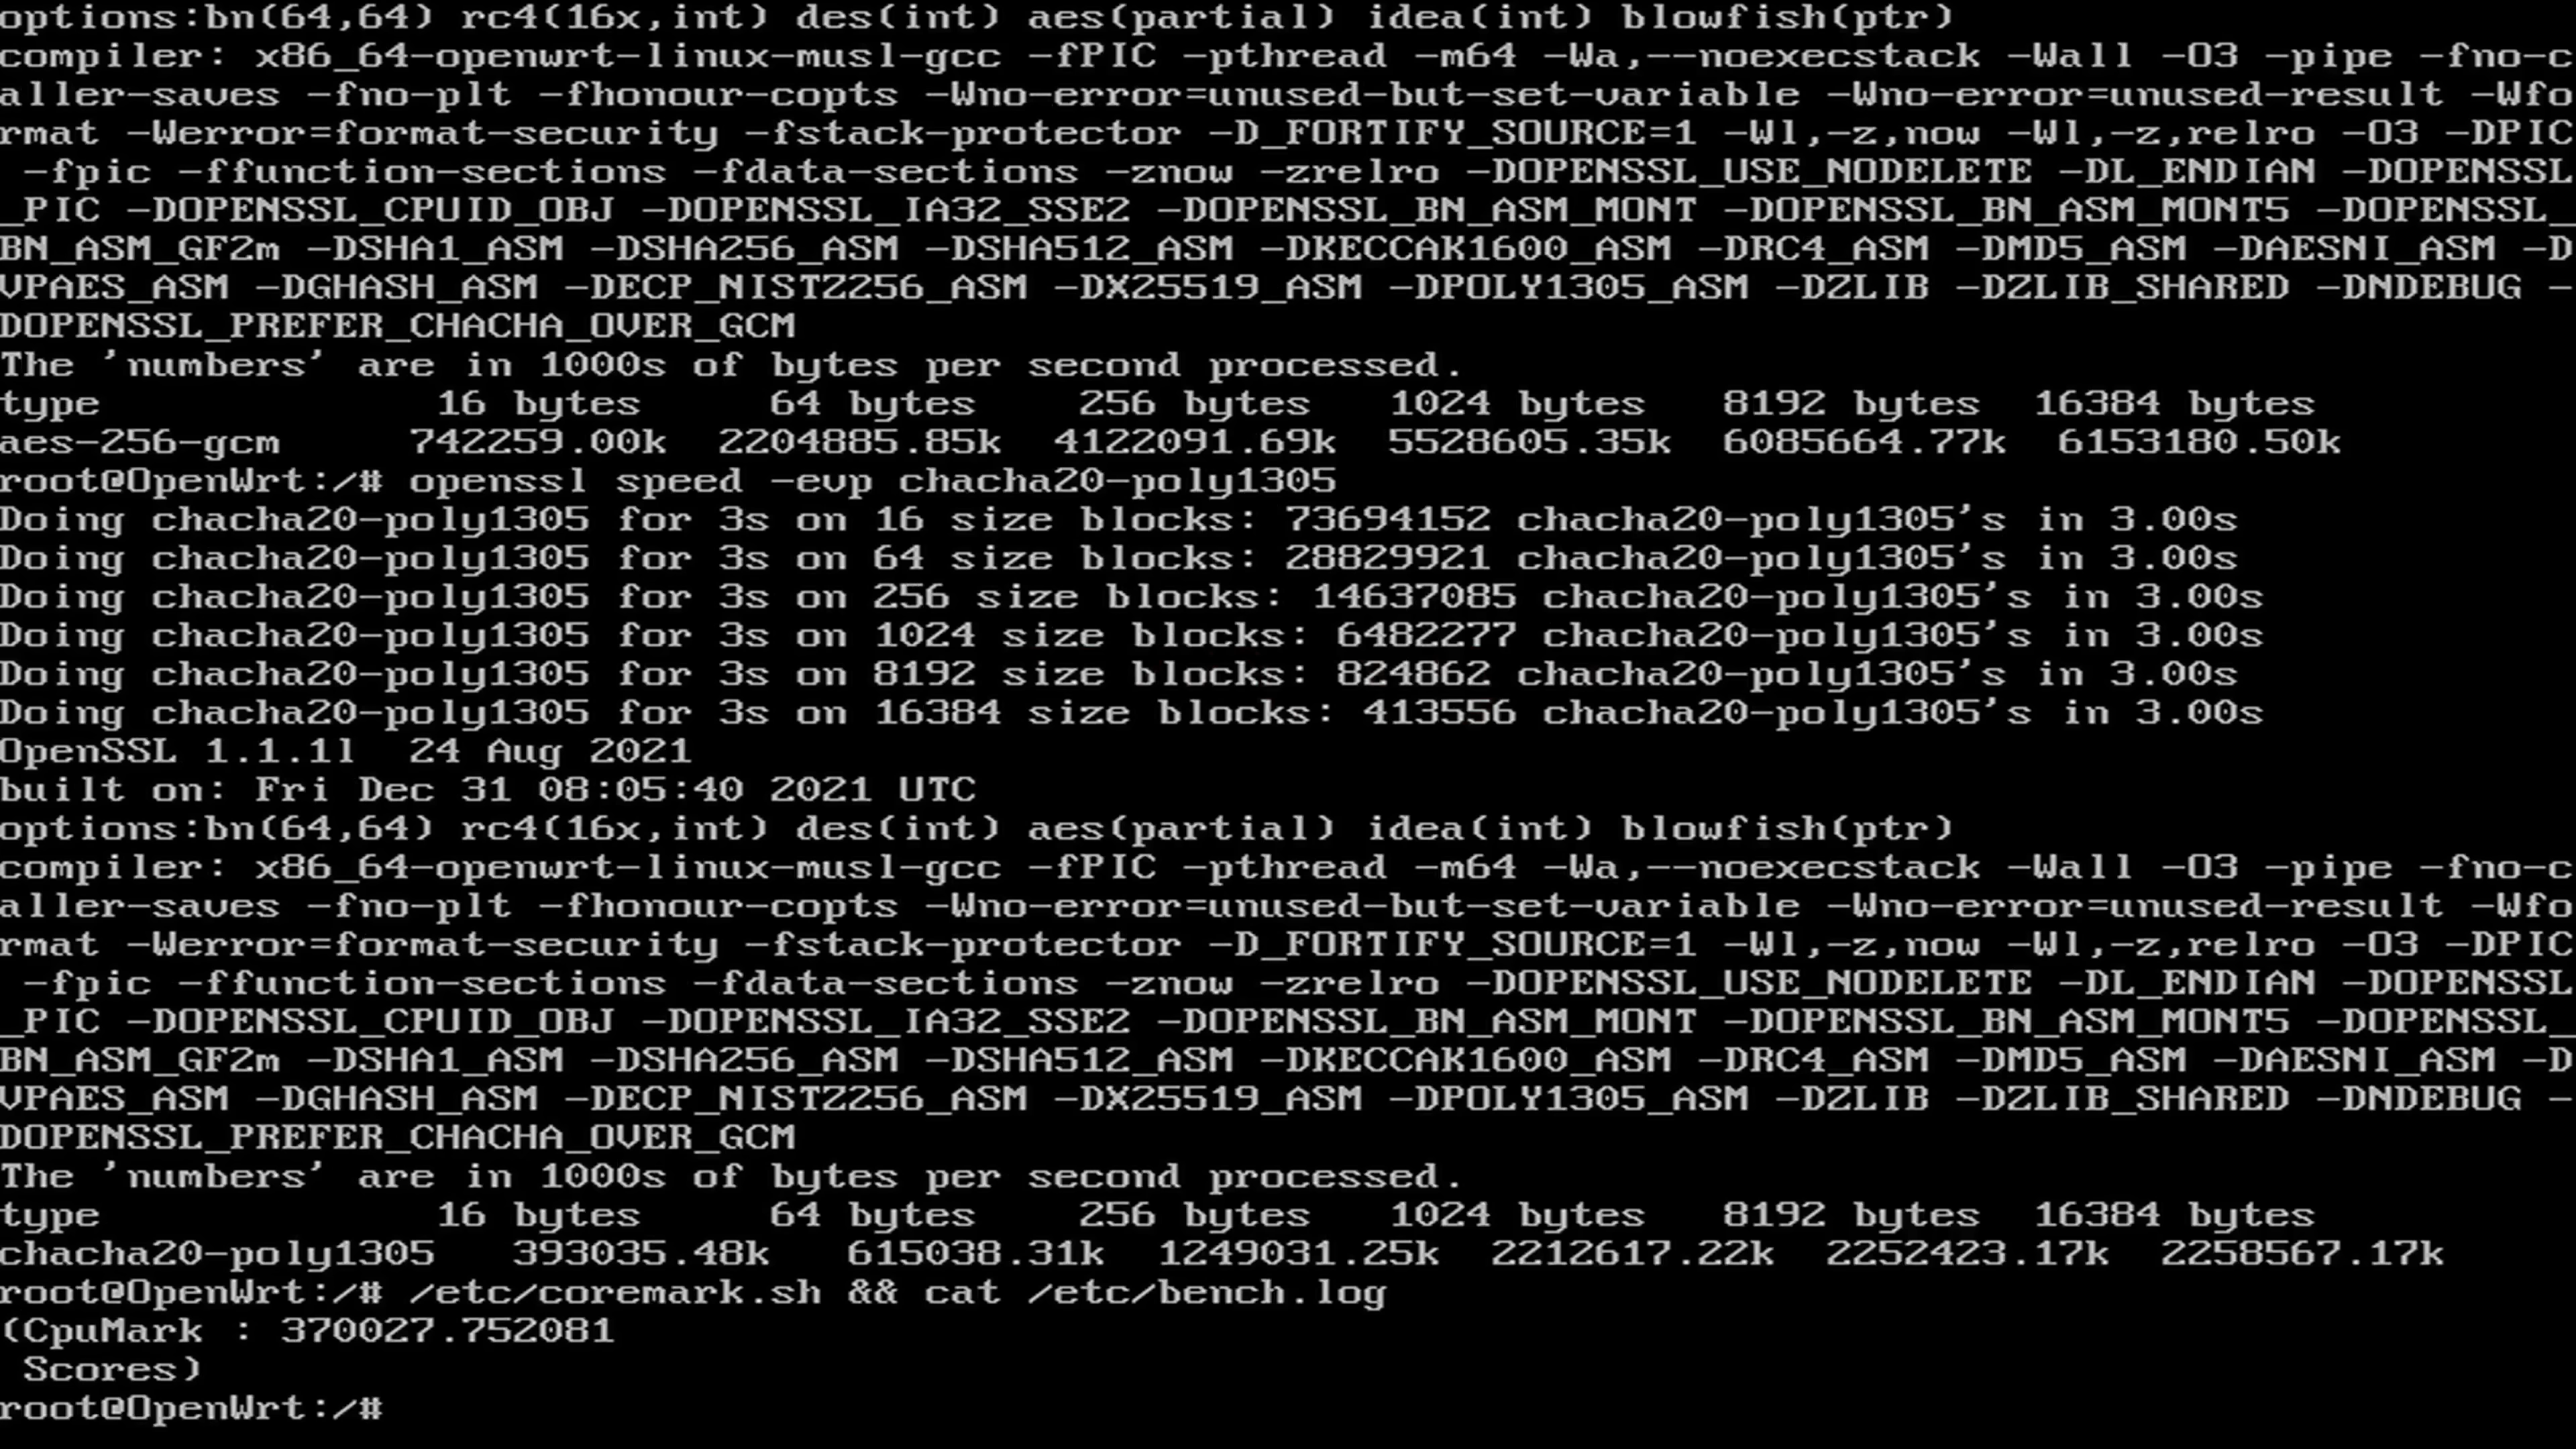 options:bn(64,64) rc4(16x,int) des(int) aes(partial) idea(int) blowfish(ptr)
compiler: x86_64-openwrt-linux-musl-gcc -fPIC -pthread -m64 -Wa,--noexecstack -Wall -O3 -pipe -fno-c
aller-saves -fno-plt -fhonour-copts -Wno-error=unused-but-set-variable -Wno-error=unused-result -Wfo
rmat -Werror=format-security -fstack-protector -D_FORTIFY_SOURCE=1 -Wl,-z,now -Wl,-z,relro -O3 -DPIC
 -fpic -ffunction-sections -fdata-sections -znow -zrelro -DOPENSSL_USE_NODELETE -DL_ENDIAN -DOPENSSL
_PIC -DOPENSSL_CPUID_OBJ -DOPENSSL_IA32_SSE2 -DOPENSSL_BN_ASM_MONT -DOPENSSL_BN_ASM_MONT5 -DOPENSSL_
BN_ASM_GF2m -DSHA1_ASM -DSHA256_ASM -DSHA512_ASM -DKECCAK1600_ASM -DRC4_ASM -DMD5_ASM -DAESNI_ASM -D
VPAES_ASM -DGHASH_ASM -DECP_NISTZ256_ASM -DX25519_ASM -DPOLY1305_ASM -DZLIB -DZLIB_SHARED -DNDEBUG -
DOPENSSL_PREFER_CHACHA_OVER_GCM
The 'numbers' are in 1000s of bytes per second processed.
type             16 bytes     64 bytes    256 bytes   1024 bytes   8192 bytes  16384 bytes
aes-256-gcm     742259.00k  2204885.85k  4122091.69k  5528605.35k  6085664.77k  6153180.50k
root@OpenWrt:/# openssl speed -evp chacha20-poly1305
Doing chacha20-poly1305 for 3s on 16 size blocks: 73694152 chacha20-poly1305's in 3.00s
Doing chacha20-poly1305 for 3s on 64 size blocks: 28829921 chacha20-poly1305's in 3.00s
Doing chacha20-poly1305 for 3s on 256 size blocks: 14637085 chacha20-poly1305's in 3.00s
Doing chacha20-poly1305 for 3s on 1024 size blocks: 6482277 chacha20-poly1305's in 3.00s
Doing chacha20-poly1305 for 3s on 8192 size blocks: 824862 chacha20-poly1305's in 3.00s
Doing chacha20-poly1305 for 3s on 16384 size blocks: 413556 chacha20-poly1305's in 3.00s
OpenSSL 1.1.1l  24 Aug 2021
built on: Fri Dec 31 08:05:40 2021 UTC
options:bn(64,64) rc4(16x,int) des(int) aes(partial) idea(int) blowfish(ptr)
compiler: x86_64-openwrt-linux-musl-gcc -fPIC -pthread -m64 -Wa,--noexecstack -Wall -O3 -pipe -fno-c
aller-saves -fno-plt -fhonour-copts -Wno-error=unused-but-set-variable -Wno-error=unused-result -Wfo
rmat -Werror=format-security -fstack-protector -D_FORTIFY_SOURCE=1 -Wl,-z,now -Wl,-z,relro -O3 -DPIC
 -fpic -ffunction-sections -fdata-sections -znow -zrelro -DOPENSSL_USE_NODELETE -DL_ENDIAN -DOPENSSL
_PIC -DOPENSSL_CPUID_OBJ -DOPENSSL_IA32_SSE2 -DOPENSSL_BN_ASM_MONT -DOPENSSL_BN_ASM_MONT5 -DOPENSSL_
BN_ASM_GF2m -DSHA1_ASM -DSHA256_ASM -DSHA512_ASM -DKECCAK1600_ASM -DRC4_ASM -DMD5_ASM -DAESNI_ASM -D
VPAES_ASM -DGHASH_ASM -DECP_NISTZ256_ASM -DX25519_ASM -DPOLY1305_ASM -DZLIB -DZLIB_SHARED -DNDEBUG -
DOPENSSL_PREFER_CHACHA_OVER_GCM
The 'numbers' are in 1000s of bytes per second processed.
type             16 bytes     64 bytes    256 bytes   1024 bytes   8192 bytes  16384 bytes
chacha20-poly1305   393035.48k   615038.31k  1249031.25k  2212617.22k  2252423.17k  2258567.17k
root@OpenWrt:/# /etc/coremark.sh && cat /etc/bench.log
(CpuMark : 370027.752081
 Scores)
root@OpenWrt:/#